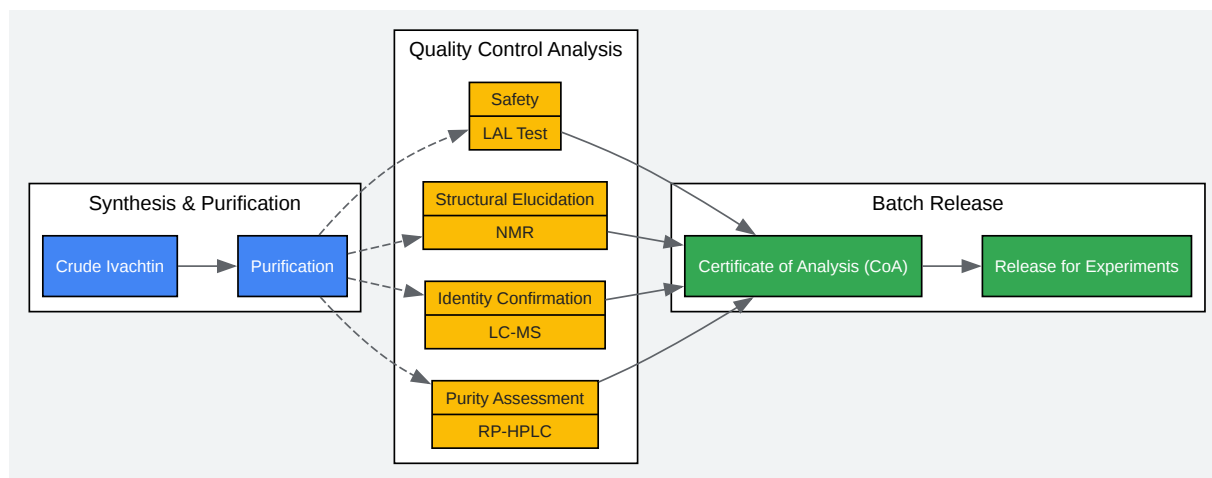 Quality Control Analysis
Safety
LAL Test
Structural Elucidation
NMR
Identity Confirmation
LC-MS
Purity Assessment
RP-HPLC
Synthesis & Purification
Crude Ivachtin
Purification
Batch Release
Certificate of Analysis (CoA)
Release for Experiments